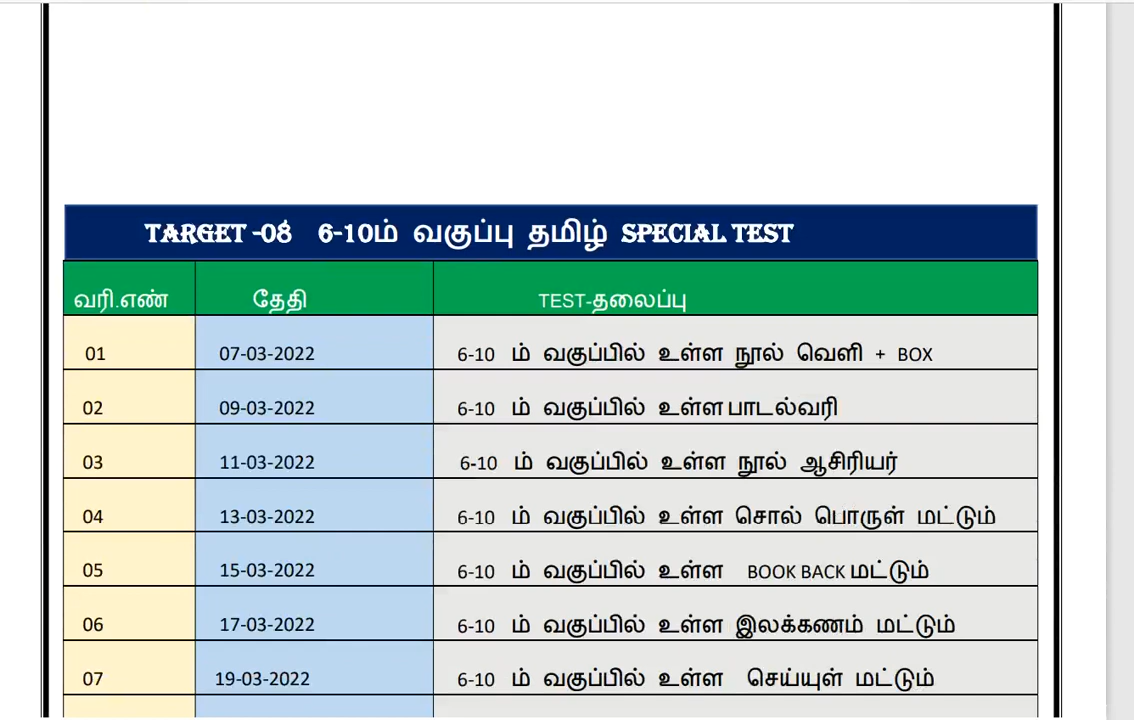 TARGET -08 6-10ம் வகுப்பு தமிழ் SPECIAL TEST
வரி.எண் தேதி TEST-தலைப்பு
01 07-03-2022 6-10 ம் வகுப்பில் உள்ள நூல் வெளி + BOX
02 09-03-2022 6-10 ம் வகுப்பில் உள்ள பாடல்வரி
03 11-03-2022 6-10 ம் வகுப்பில் உள்ள நூல் ஆசிரியர்
04 13-03-2022 6-10 ம் வகுப்பில் உள்ள சொல் பொருள் மட்டும்
05 15-03-2022 6-10 ம் வகுப்பில் உள்ள BOOK BACK மட்டும்
06 17-03-2022 6-10 ம் வகுப்பில் உள்ள இலக்கணம் மட்டும்
07 19-03-2022 6-10 ம் வகுப்பில் உள்ள செய்யுள் மட்டும்